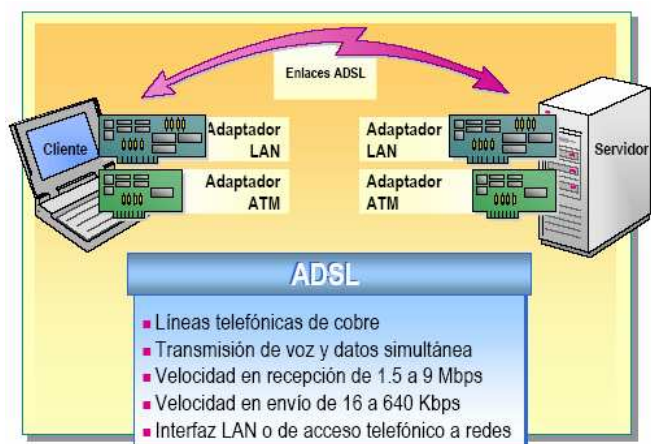 Enlaces ADSL
Cliente
Adaptador
LAN
Adaptador
ATM
Adaptador
LAN
Adaptador
ATM
Servidor
ADSL
Líneas telefónicas de cobre
Transmisión de voz y datos simultánea
Velocidad en recepción de 1.5 a 9 Mbps
Velocidad en envío de 16 a 640 Kbps
Interfaz LAN o de acceso telefónico a redes